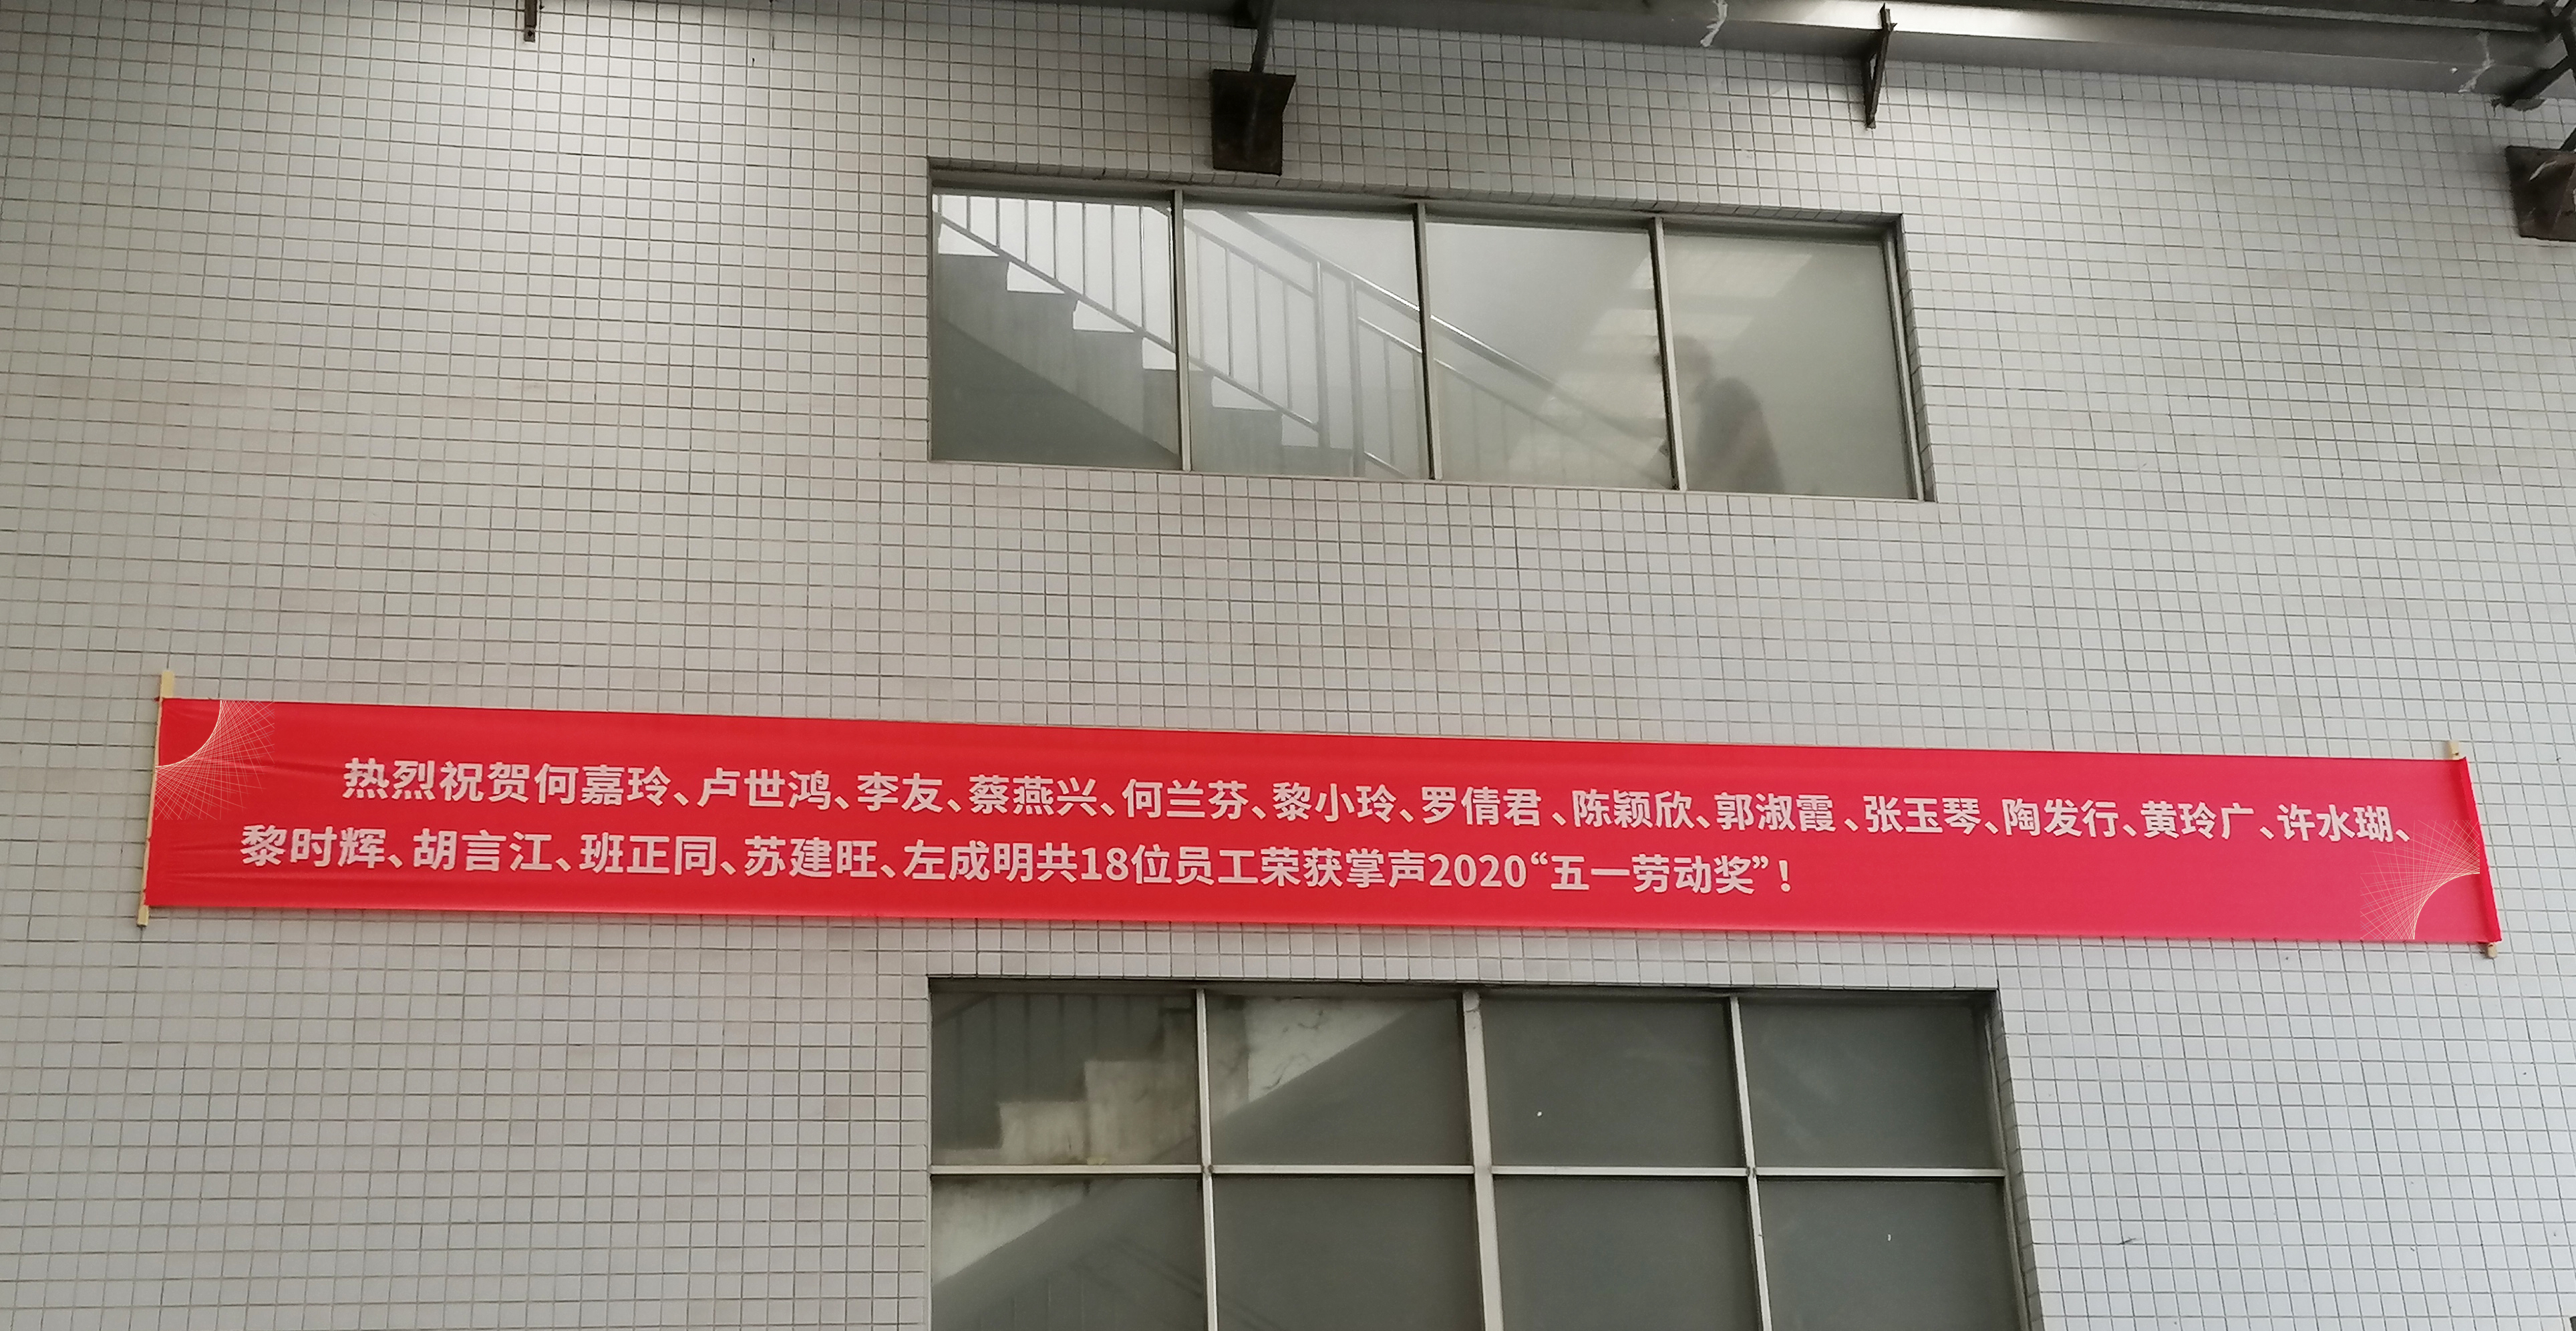 热烈祝贺何嘉玲、卢世鸿、李友、蔡燕兴、何兰芬、黎小玲、罗倩君、陈颖欣、郭淑霞、张玉琴、陶发行、黄玲广、许水瑚、
黎时辉、胡言江、班正同、苏建旺、左成明共18位员工荣获掌声2020“五一劳动奖”！